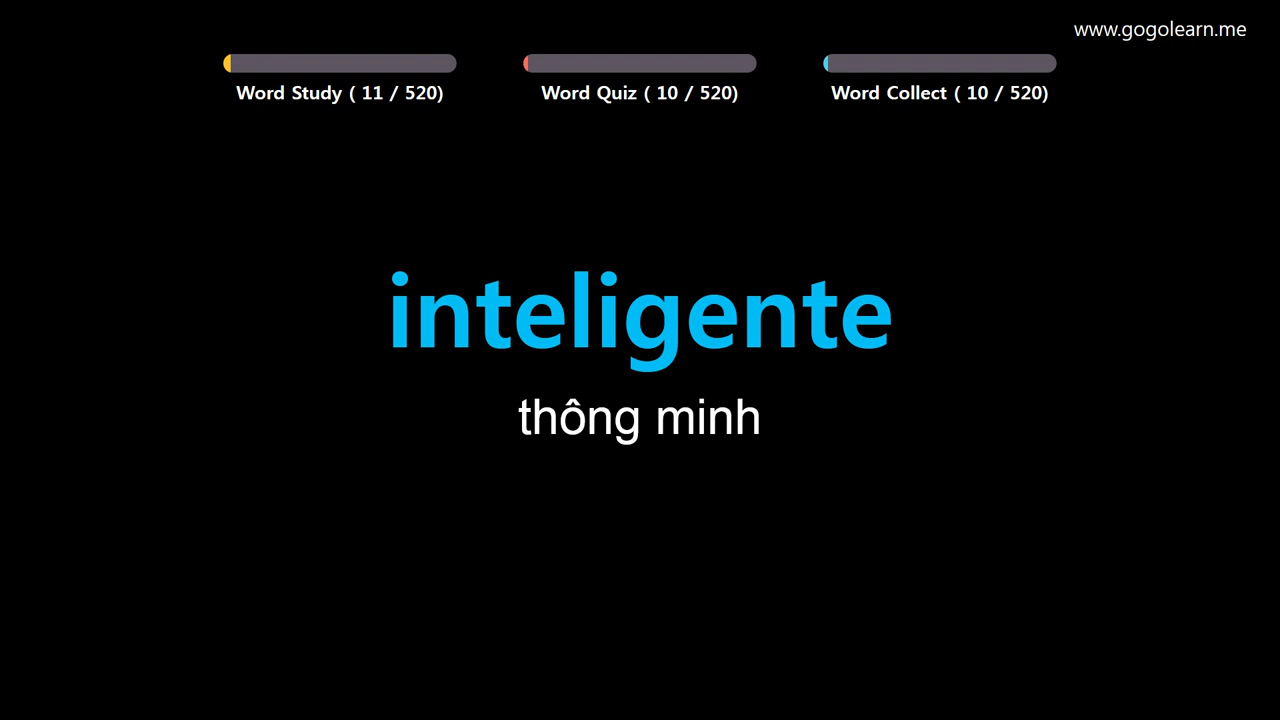 www.gogolearn.me
Word Study ( 11 / 520)
Word Quiz ( 10 / 520)
Word Collect ( 10 / 520)
inteligente
thông minh